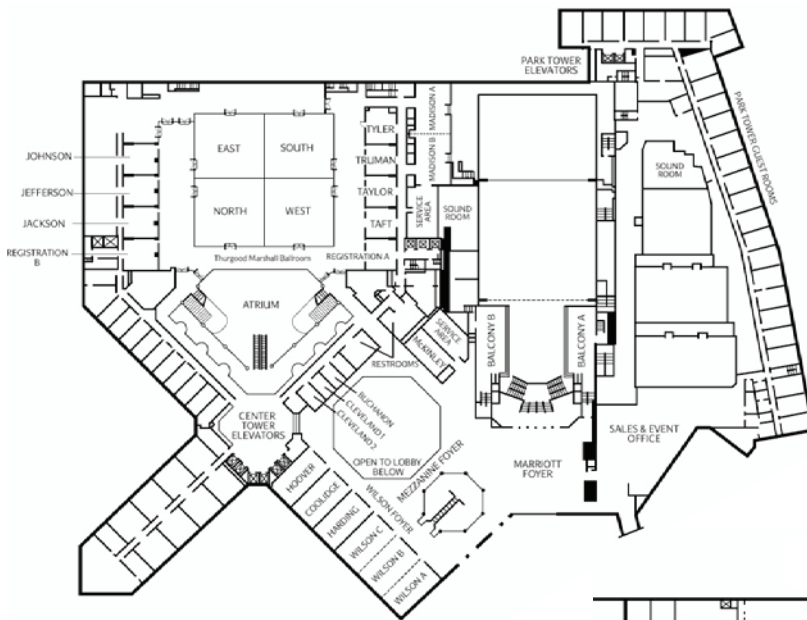 PARK TOWER
ELEVATORS
PARK TOWER GUEST ROOMS
MADISON A
MADISON B
TYLER
TRUMAN
TAYLOR
TAFT
EAST
SOUTH
NORTH
WEST
JOHNSON
JEFFERSON
JACKSON
REGISTRATION
B
Thurgood Marshall Ballroom
REGISTRATION A
SERVICE
AREA
SOUND
ROOM
SOUND
ROOM
ATRIUM
SERVICE
AREA
McKINLEY
RESTROOMS
BALCONY B
BALCONY A
BUCHANON
CLEVELAND 1
CLEVELAND 2
CENTER
TOWER
ELEVATORS
OPEN TO LOBBY
BELOW
MEZZANINE FOYER
MARRIOTT
FOYER
SALES & EVENT
OFFICE
HOOVER
COOLIDGE
HARDING
WILSON FOYER
WILSON C
WILSON B
WILSON A